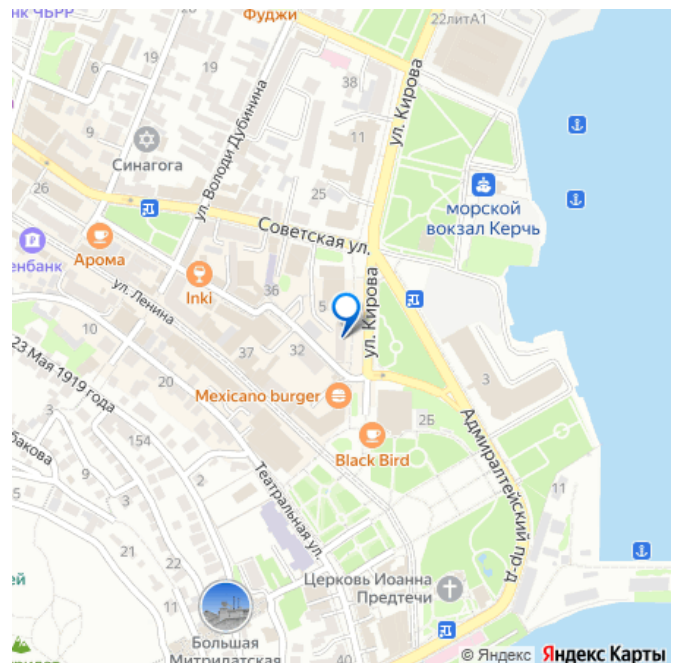 нк ЧБРР
Фуджи
22литА1
6
19
19
38
ул. Кирова
11
9
Синагога
ул. Володи Дубинина
25
26
морской
вокзал Керчь
Советская ул.
енбанк
Арома
Inki
36
5
ул. Кирова
ул. Ленина
10
37
32
3
23 Мая 1919 года
20
Mexicano burger
2Б
Адмиралтейский пр-д
бакова
154
Black Bird
9
3
2
Театральная ул.
5
11
21
22
ей
11
Церковь Иоанна
Предтечи
Большая
Митридатская
© Яндекс Яндекс Карты